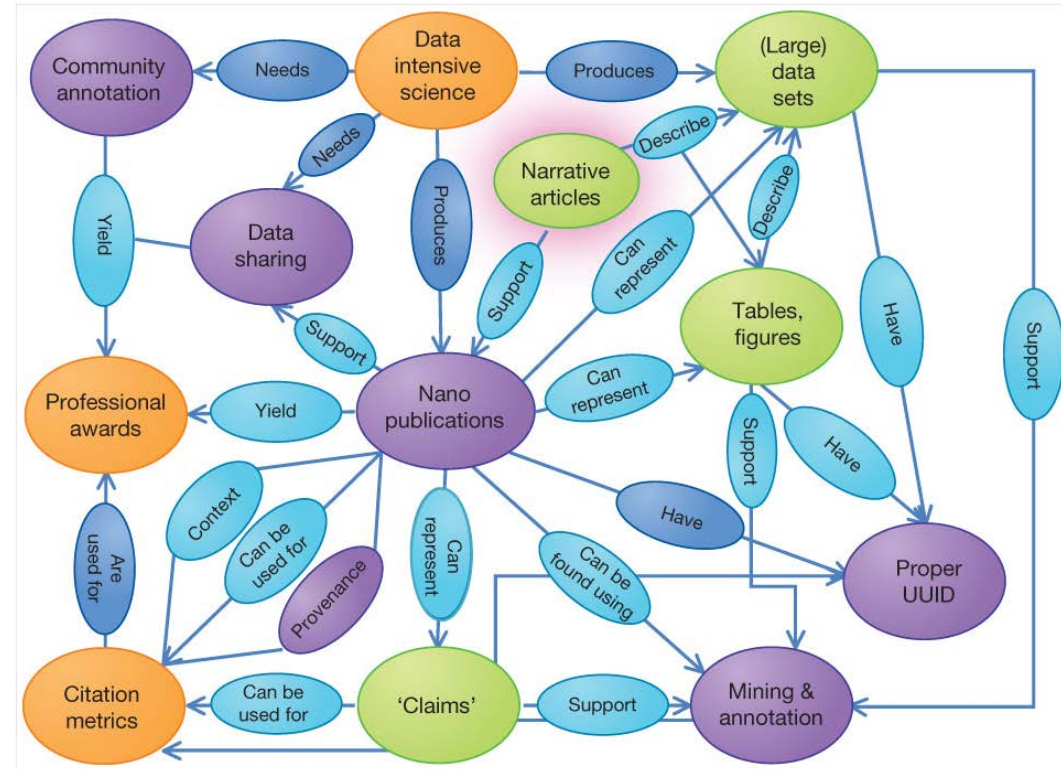 Community
annotation
Needs
Data
intensive
science
Produces
(Large)
data
sets
Needs
Describe
Narrative
articles
Describe
Yield
Data
sharing
Produces
Support
Can
represent
Tables,
figures
Have
Support
Support
Professional
awards
Yield
Nano
publications
Can
represent
Support
Have
Context
Can be
used for
Provenance
Can
represent
Have
Can be
found using
Proper
UUID
Are
used for
Citation
metrics
Can be
used for
'Claims'
Support
Mining &
annotation